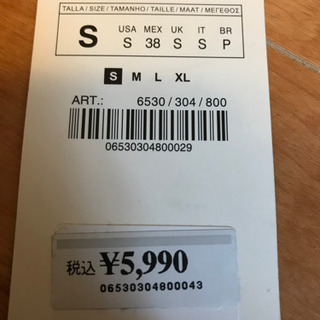 TALLA / SIZE / TAMANHO / TAILLE / MAAT / ΜΕΓΕΘΟΣ
S
USA MEX UK IT BR
S 38 S S P
S M L XL
ART.: 6530 / 304 / 800
06530304800029
税込 ¥5,990
06530304800043